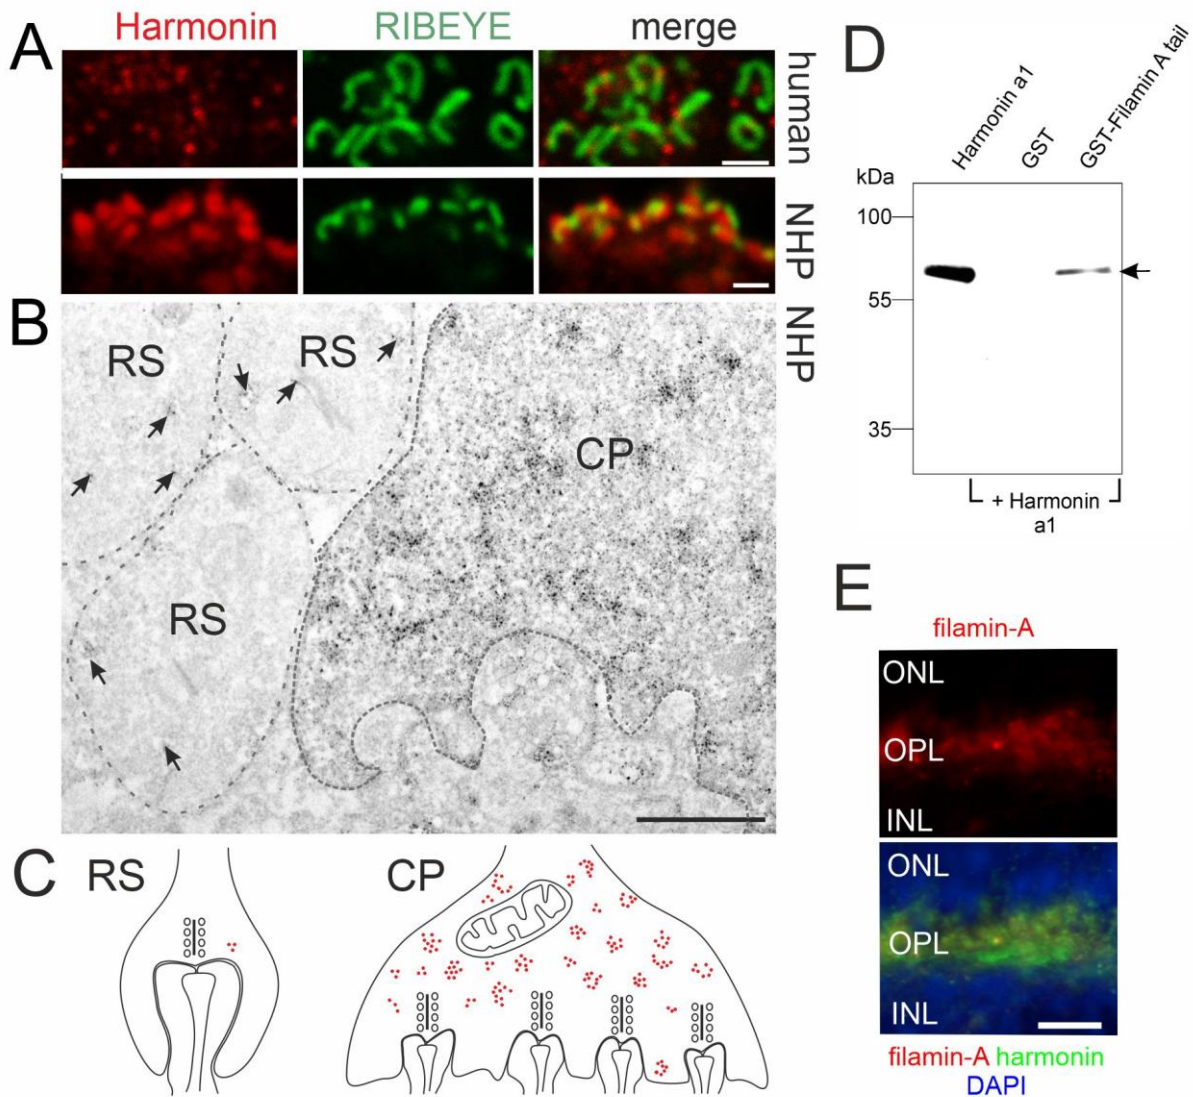 A
Harmonin
RIBEYE
merge
human
NHP
B
NHP
RS
RS
CP
RS
C
RS
CP
D
Harmonin a1
GST
GST-Filamin A tail
kDa
100
55
35
+ Harmonin
a1
E
filamin-A
ONL
OPL
INL
ONL
OPL
INL
filamin-A harmonin
DAPI